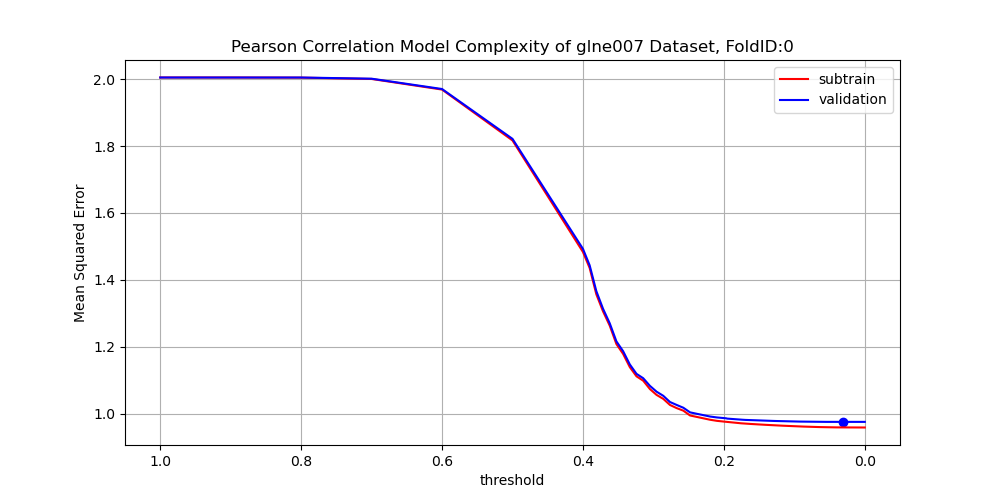 Pearson Correlation Model Complexity of glne007 Dataset, FoldID:0
Mean Squared Error
2.0
1.8
1.6
1.4
1.2
1.0
subtrain
validation
1.0 0.8 0.6 0.4 0.2 0.0
threshold